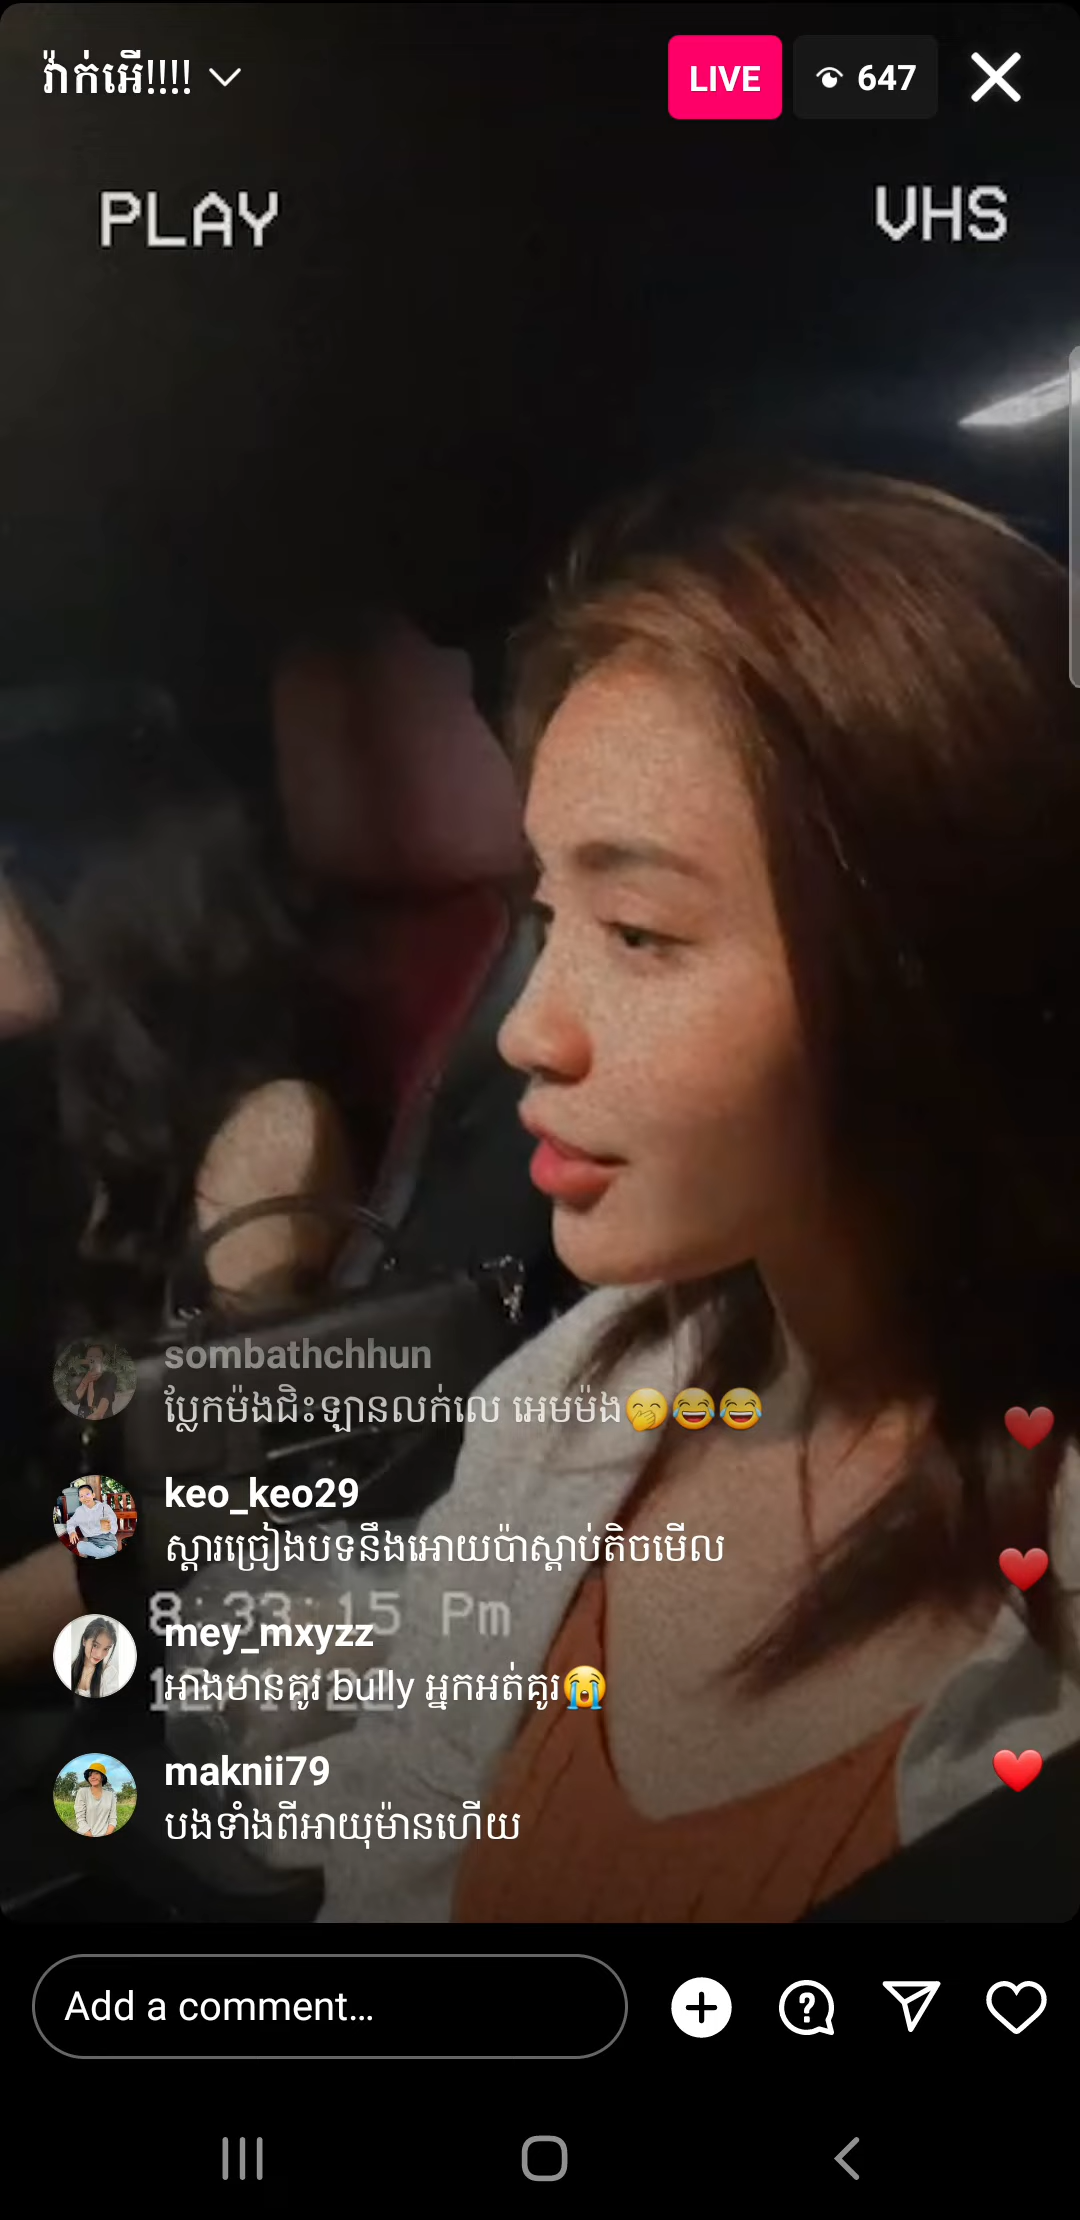 វ៉ាក់អើ!!!!
LIVE
647
PLAY
VHS
sombathchhun
ប្លែកម៉ងជិះឡានលក់លេ អេមម៉ង🤭😂😂
keo_keo29
ស្ដារច្រៀងបទនឹងអោយប៉ាស្ដាប់តិចមើល
8:33:15 Pm
mey_mxyzz
អាងមានគូរ bully អ្នកអត់គូរ😭
maknii79
បងទាំងពីអាយុម៉ានហើយ
Add a comment...